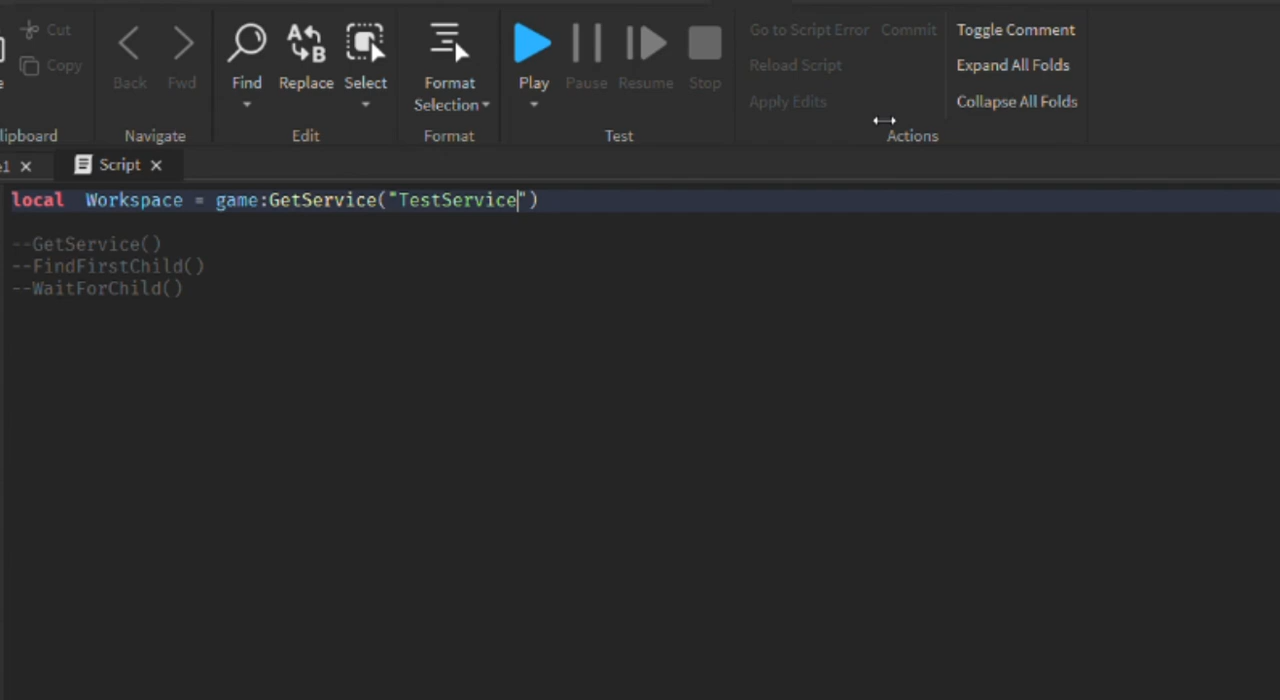 Cut
Copy
Clipboard
Back
Fwd
Navigate
Find
Replace
Select
Edit
Format
Selection
Format
Play
Pause
Resume
Stop
Test
Go to Script Error
Commit
Reload Script
Apply Edits
Toggle Comment
Expand All Folds
Collapse All Folds
Actions
Script
local  Workspace = game:GetService("TestService")
--GetService()
--FindFirstChild()
--WaitForChild()